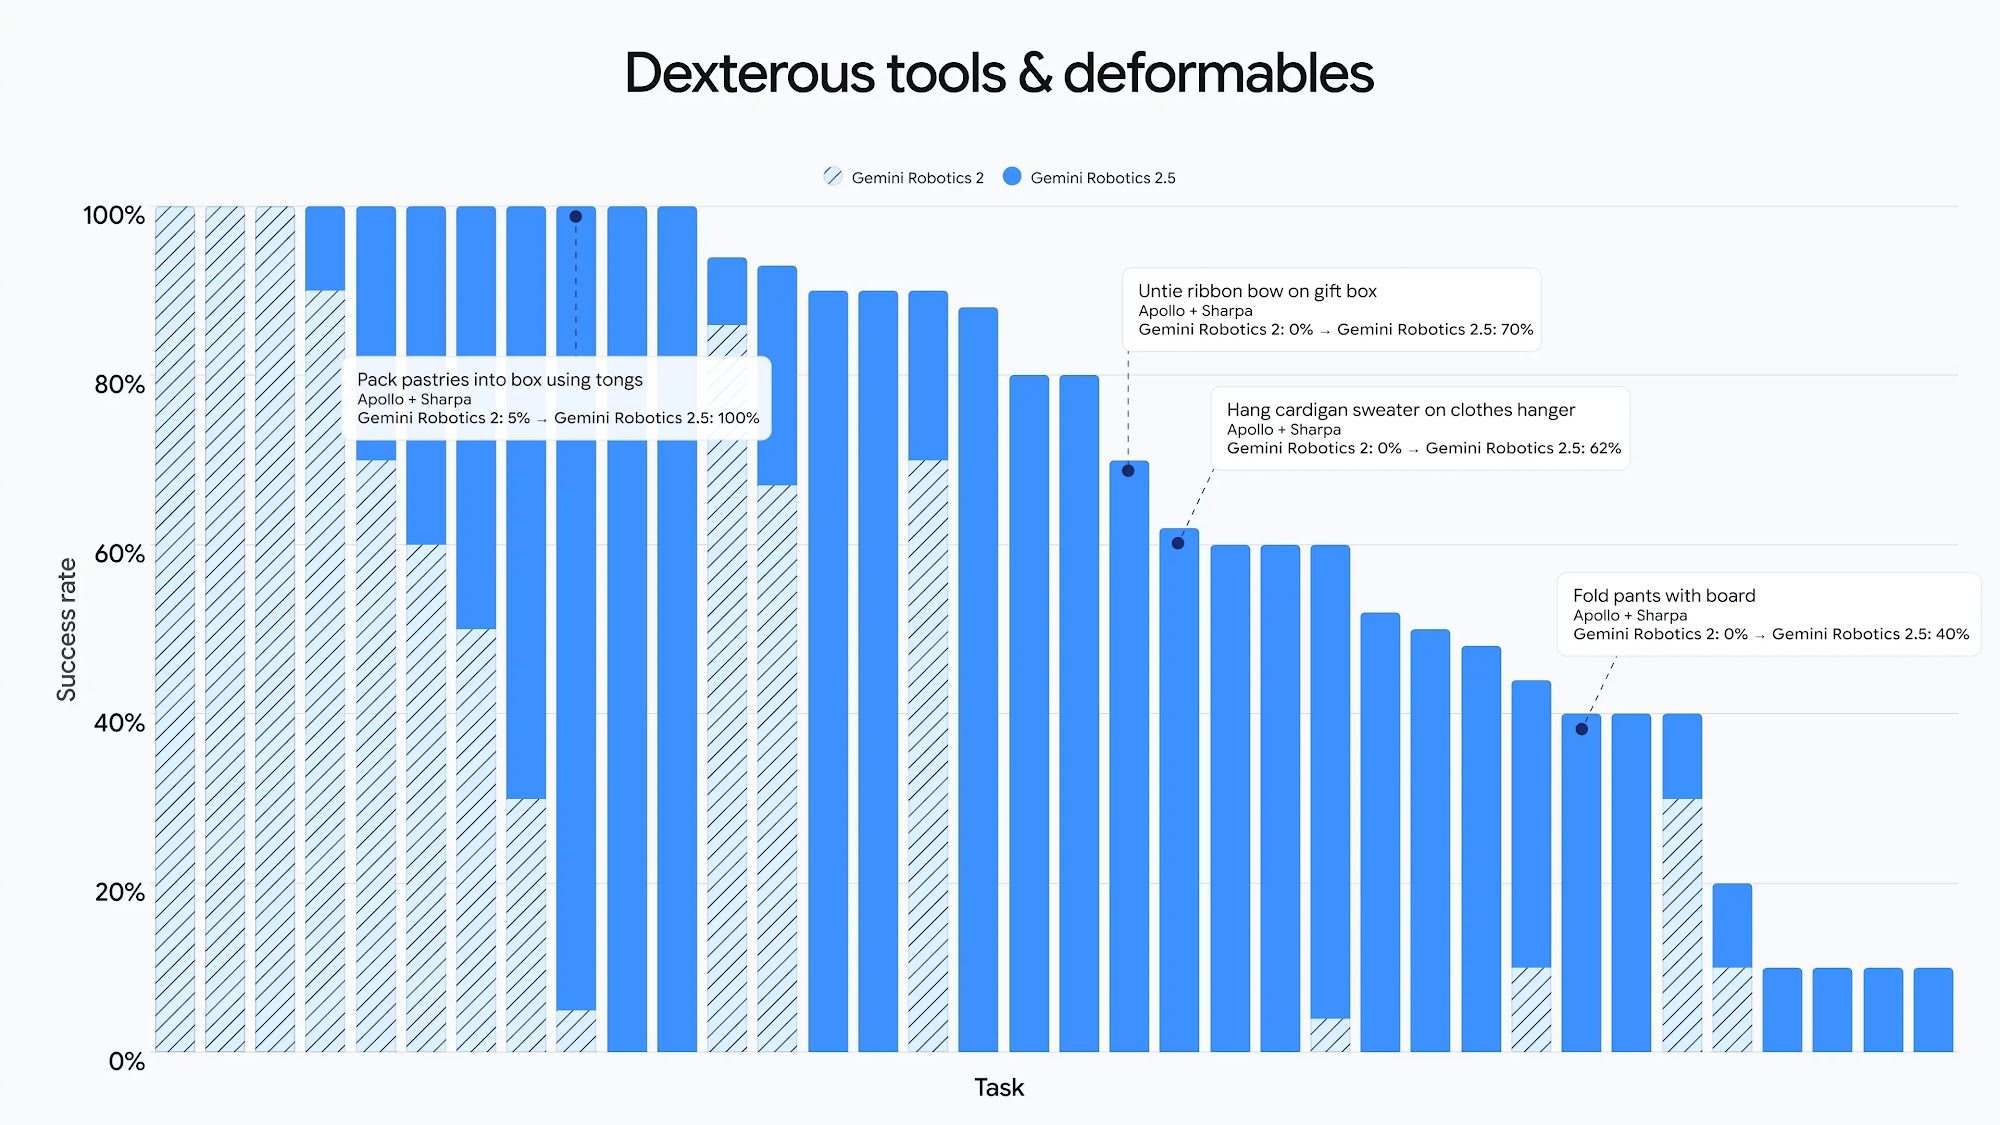 Dexterous tools & deformables
Gemini Robotics 2
Gemini Robotics 2.5
100%
80%
60%
40%
20%
0%
Success rate
Pack pastries into box using tongs
Apollo + Sharpa
Gemini Robotics 2: 5% → Gemini Robotics 2.5: 100%
Untie ribbon bow on gift box
Apollo + Sharpa
Gemini Robotics 2: 0% → Gemini Robotics 2.5: 70%
Hang cardigan sweater on clothes hanger
Apollo + Sharpa
Gemini Robotics 2: 0% → Gemini Robotics 2.5: 62%
Fold pants with board
Apollo + Sharpa
Gemini Robotics 2: 0% → Gemini Robotics 2.5: 40%
Task